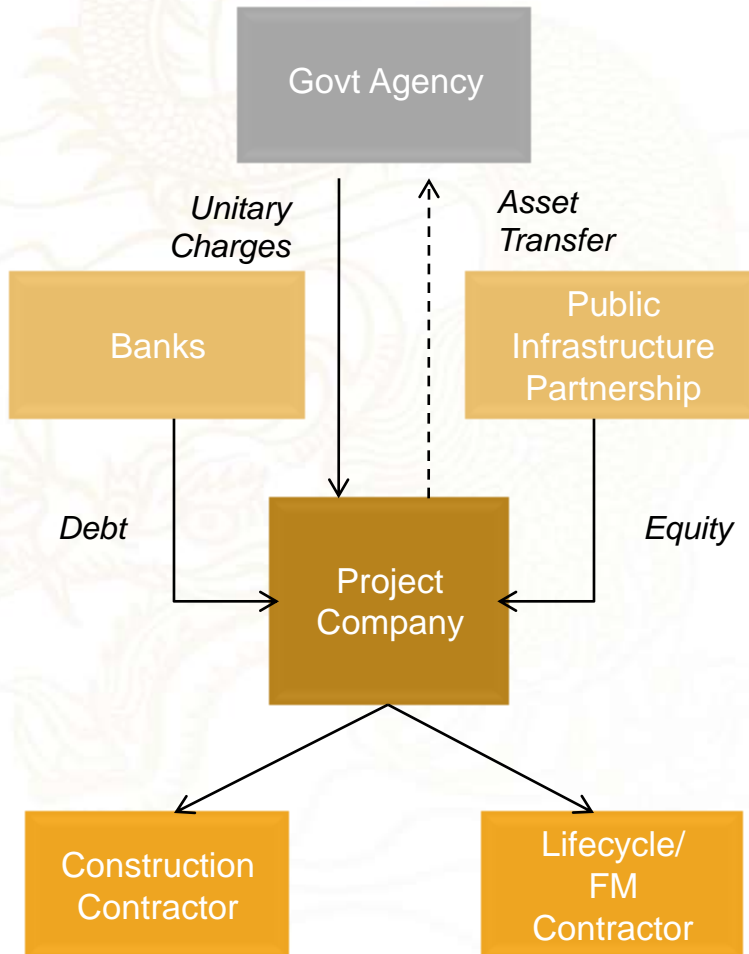 Govt Agency
Unitary
Charges
Asset
Transfer
Banks
Public
Infrastructure
Partnership
Debt
Equity
Project
Company
Construction
Contractor
Lifecycle/
FM
Contractor